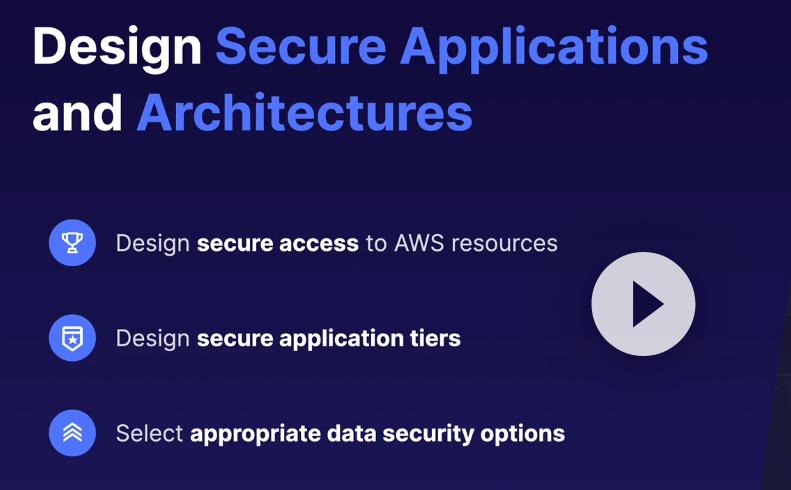 Design Secure Applications
and Architectures
Design secure access to AWS resources
Design secure application tiers
Select appropriate data security options